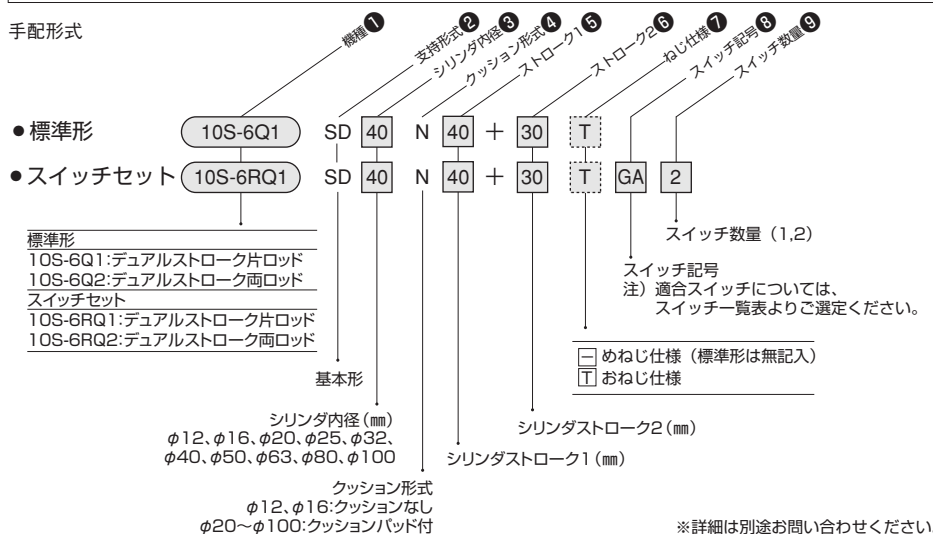 手配形式
機種❶
支持形式❷
シリンダ内径❸
クッション形式❹
ストローク1❺
ストローク2❻
ねじ仕様❼
スイッチ記号❽
スイッチ数量❾
●標準形 10S-6Q1 SD 40 N 40 + 30 T
●スイッチセット 10S-6RQ1 SD 40 N 40 + 30 T GA 2
標準形
10S-6Q1:デュアルストローク片ロッド
10S-6Q2:デュアルストローク両ロッド
スイッチセット
10S-6RQ1:デュアルストローク片ロッド
10S-6RQ2:デュアルストローク両ロッド
基本形
シリンダ内径(㎜)
φ12、φ16、φ20、φ25、φ32、
φ40、φ50、φ63、φ80、φ100
クッション形式
φ12、φ16:クッションなし
φ20～φ100:クッションパッド付
シリンダストローク1(㎜)
シリンダストローク2(㎜)
− めねじ仕様(標準形は無記入)
T おねじ仕様
スイッチ記号
注)適合スイッチについては、
スイッチ一覧表よりご選定ください。
スイッチ数量(1,2)
※詳細は別途お問い合わせください。